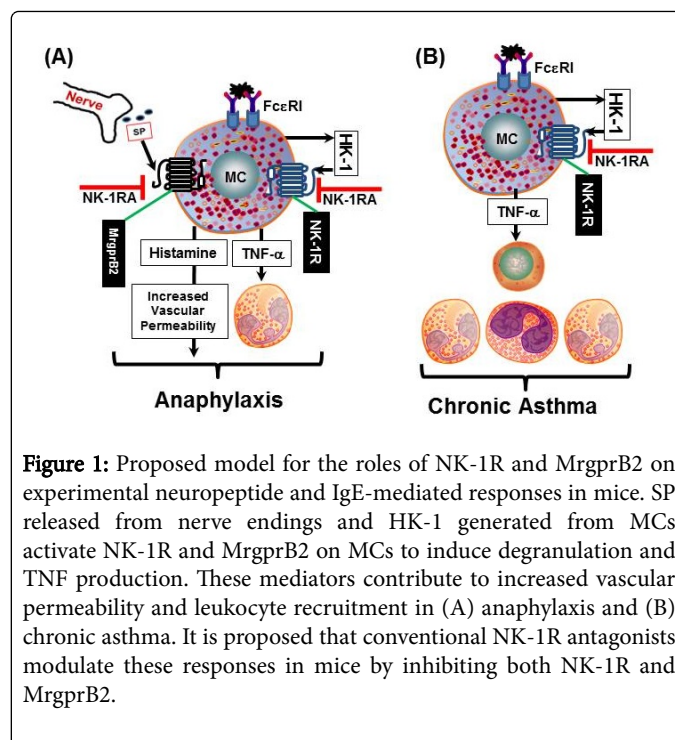 (A)
Nerve
SP
FcεRI
HK-1
MC
NK-1RA
NK-1RA
MrgprB2
NK-1R
Histamine
TNF-α
Increased
Vascular
Permeability
Anaphylaxis
(B)
FcεRI
HK-1
MC
NK-1RA
NK-1R
TNF-α
Chronic Asthma
Figure 1: Proposed model for the roles of NK-1R and MrgprB2 on
experimental neuropeptide and IgE-mediated responses in mice. SP
released from nerve endings and HK-1 generated from MCs
activate NK-1R and MrgprB2 on MCs to induce degranulation and
TNF production. These mediators contribute to increased vascular
permeability and leukocyte recruitment in (A) anaphylaxis and (B)
chronic asthma. It is proposed that conventional NK-1R antagonists
modulate these responses in mice by inhibiting both NK-1R and
MrgprB2.